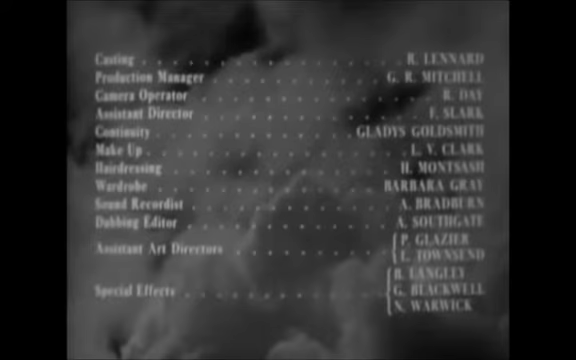 Casting . . . . . . . . . . . . . . . . R. LENNARD
Production Manager . . . . . . . . . . G. R. MITCHELL
Camera Operator . . . . . . . . . . . . . . R. DAY
Assistant Director . . . . . . . . . . . . . F. SLARK
Continuity . . . . . . . . . . . . GLADYS GOLDSMITH
Make Up . . . . . . . . . . . . . . . . L. V. CLARK
Hairdressing . . . . . . . . . . . . . H. MONTSASH
Wardrobe . . . . . . . . . . . . . BARBARA GRAY
Sound Recordist . . . . . . . . . . . A. BRADBURN
Dubbing Editor . . . . . . . . . . . A. SOUTHGATE
Assistant Art Directors . . . . . . . . P. GLAZIER
L. TOWNSEND
B. LANGLEY
Special Effects . . . . . . . . . . . G. BLACKWELL
N. WARWICK